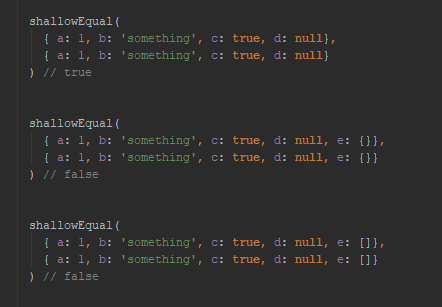 shallowEqual(
{ a: 1, b: 'something', c: true, d: null},
{ a: 1, b: 'something', c: true, d: null}
) // true
shallowEqual(
{ a: 1, b: 'something', c: true, d: null, e: {}},
{ a: 1, b: 'something', c: true, d: null, e: {}}
) // false
shallowEqual(
{ a: 1, b: 'something', c: true, d: null, e: []},
{ a: 1, b: 'something', c: true, d: null, e: []}
) // false